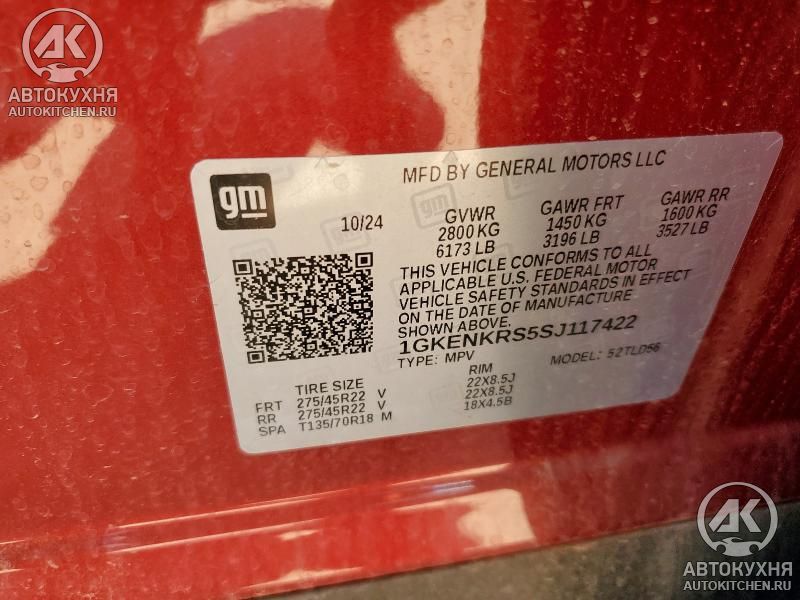 AK
АВТОКУХНЯ
AUTOKITCHEN.RU
gm
MFD BY GENERAL MOTORS LLC
10/24
GVWR GAWR FRT GAWR RR
2800 KG 1450 KG 1600 KG
6173 LB 3196 LB 3527 LB
THIS VEHICLE CONFORMS TO ALL
APPLICABLE U.S. FEDERAL MOTOR
VEHICLE SAFETY STANDARDS IN EFFECT
ON THE DATE OF MANUFACTURE
SHOWN ABOVE.
1GKENKRS5SJ117422
TYPE: MPV MODEL: 52TLD56
TIRE SIZE RIM
FRT 275/45R22 V 22X8.5J
RR 275/45R22 V 22X8.5J
SPA T135/70R18 M 18X4.5B
AK
АВТОКУХНЯ
AUTOKITCHEN.RU